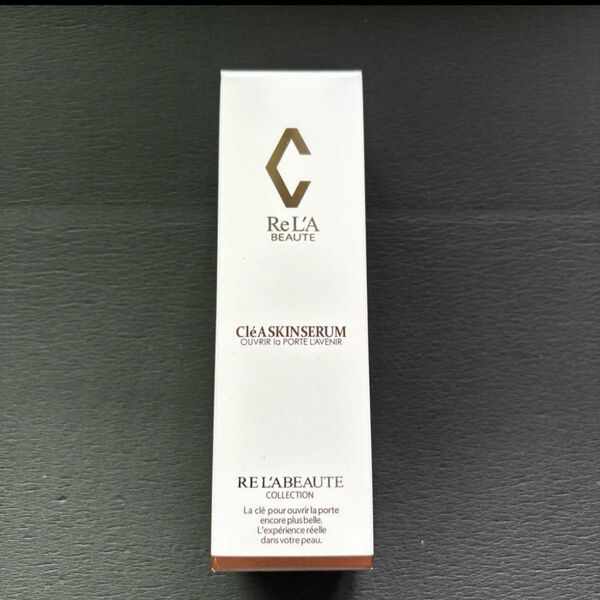 ReL'A
BEAUTE
CléASKINSERUM
OUVRIR la PORTE L'AVENIR
RE L'ABEAUTE
COLLECTION
La clé pour ouvrir la porte
encore plus belle.
L'expérience réelle
dans votre peau.